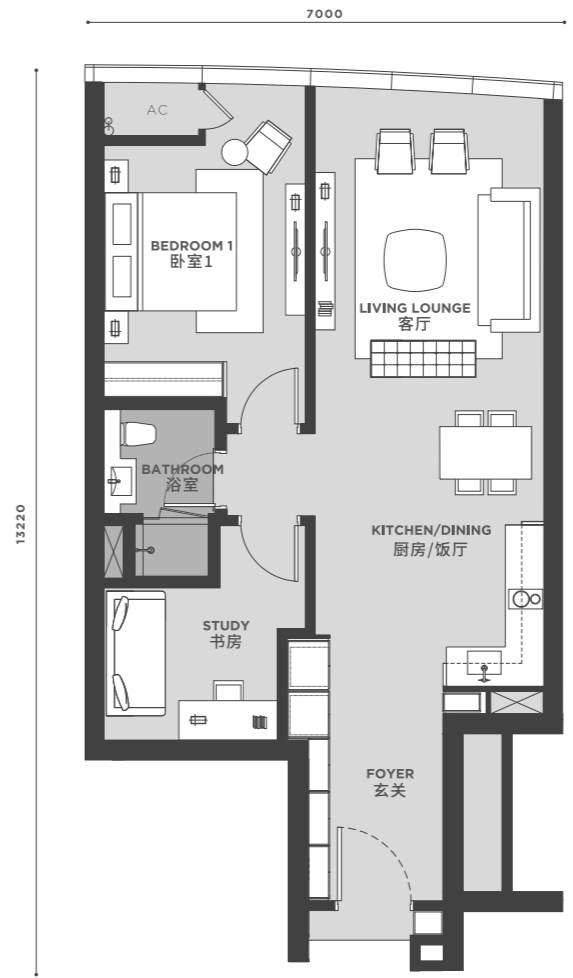 7000
AC
BEDROOM 1
卧室1
LIVING LOUNGE
客厅
BATHROOM
浴室
13220
KITCHEN/DINING
厨房/饭厅
STUDY
书房
FOYER
玄关